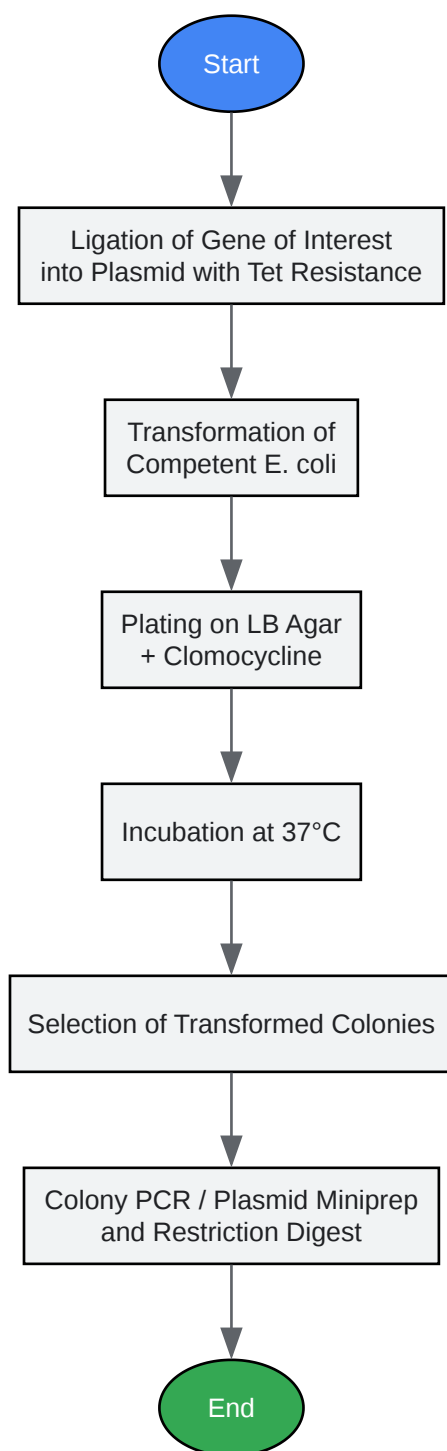 Start
Ligation of Gene of Interest
into Plasmid with Tet Resistance
Transformation of
Competent E. coli
Plating on LB Agar
+ Clomocycline
Incubation at 37°C
Selection of Transformed Colonies
Colony PCR / Plasmid Miniprep
and Restriction Digest
End